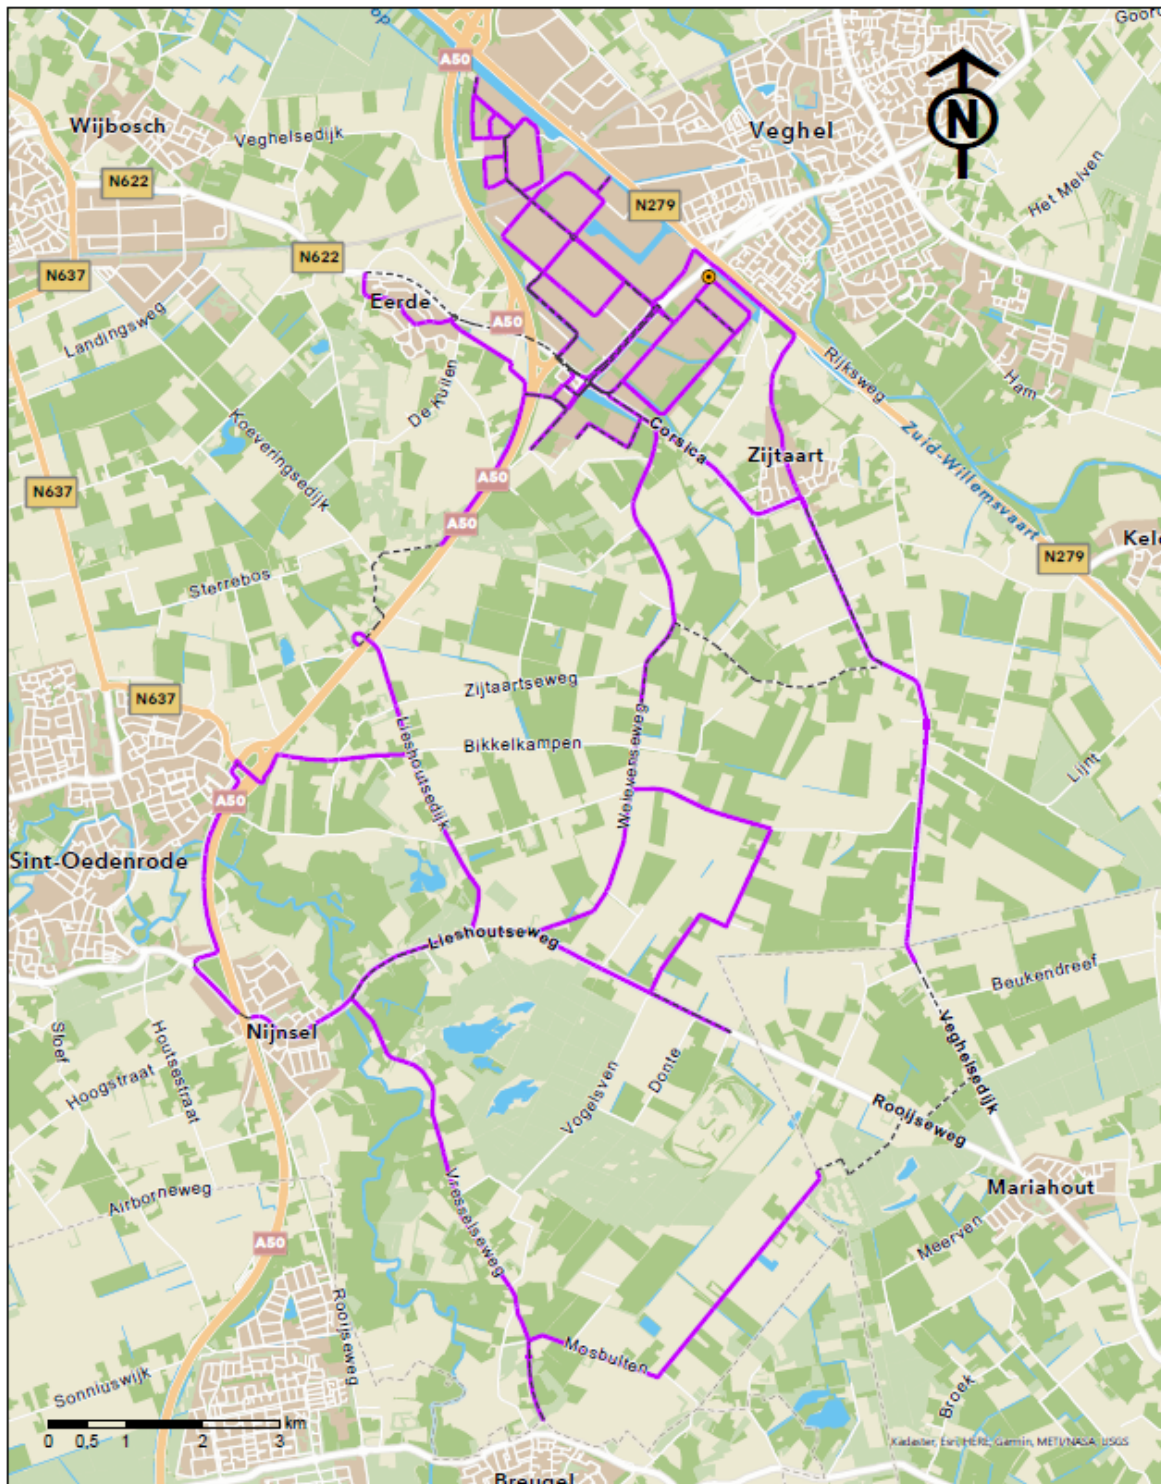 Goor
op
A50
Wijbosch
Veghelsedijk
Veghel
N
Het Melven
N622
N279
N622
N637
Eerde
A50
Landingsweg
De Kuilen
Rijksweg
Ham
Koeveringsedijk
Corsica
Zijtaart
Zuid-Willemsvaart
N637
A50
A50
Kel
N279
Sterrebos
Zijtaartseweg
N637
Lieshoutsedijk
Bikkelkampen
Lijnt
A50
Sint-Oedenrode
Lieshoutseweg
Beukendreef
Nijnsel
Sloef
Houtsestraat
Hoogstraat
Vogelsven
Donte
Veghelsedijk
Rooijseweg
Airborneweg
Vresselseweg
Mariahout
Meerven
A50
Rooijseweg
Mosbulten
Sonniuswijk
Broek
km
0 0,5 1 2 3
Kadaster, Esri, HERE, Garmin, METI/NASA, USGS
Breugel